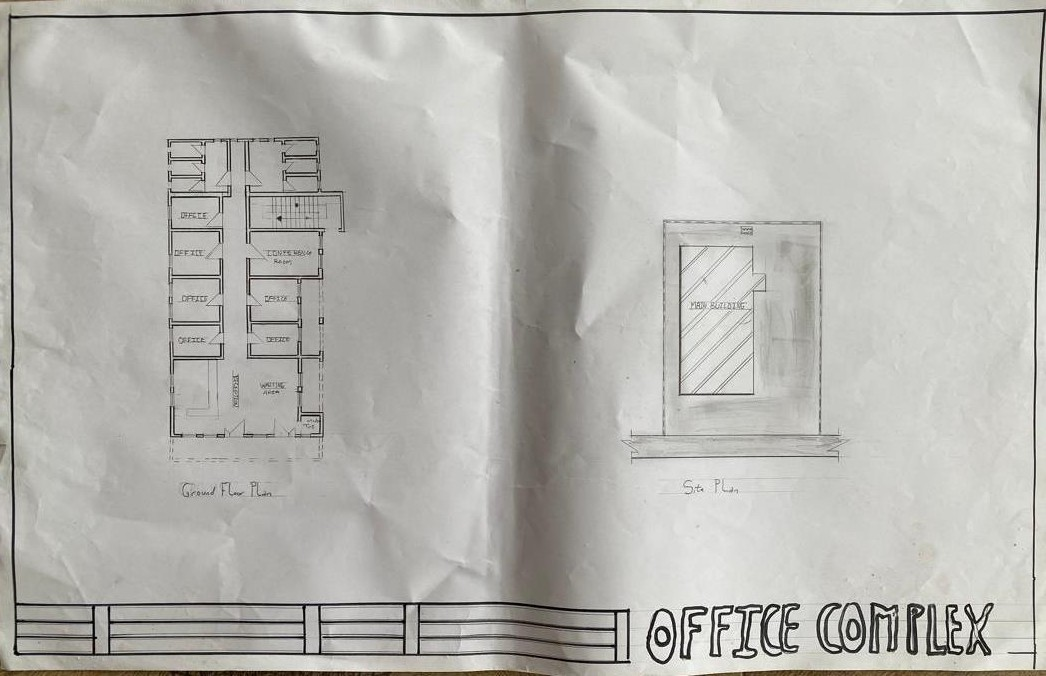 OFFICE
OFFICE
CONFERENCE
ROOM
OFFICE
OFFICE
OFFICE
OFFICE
RECEPTION
WAITING
AREA
Ground Floor Plan
MAIN BUILDING
Site Plan
OFFICE COMPLEX